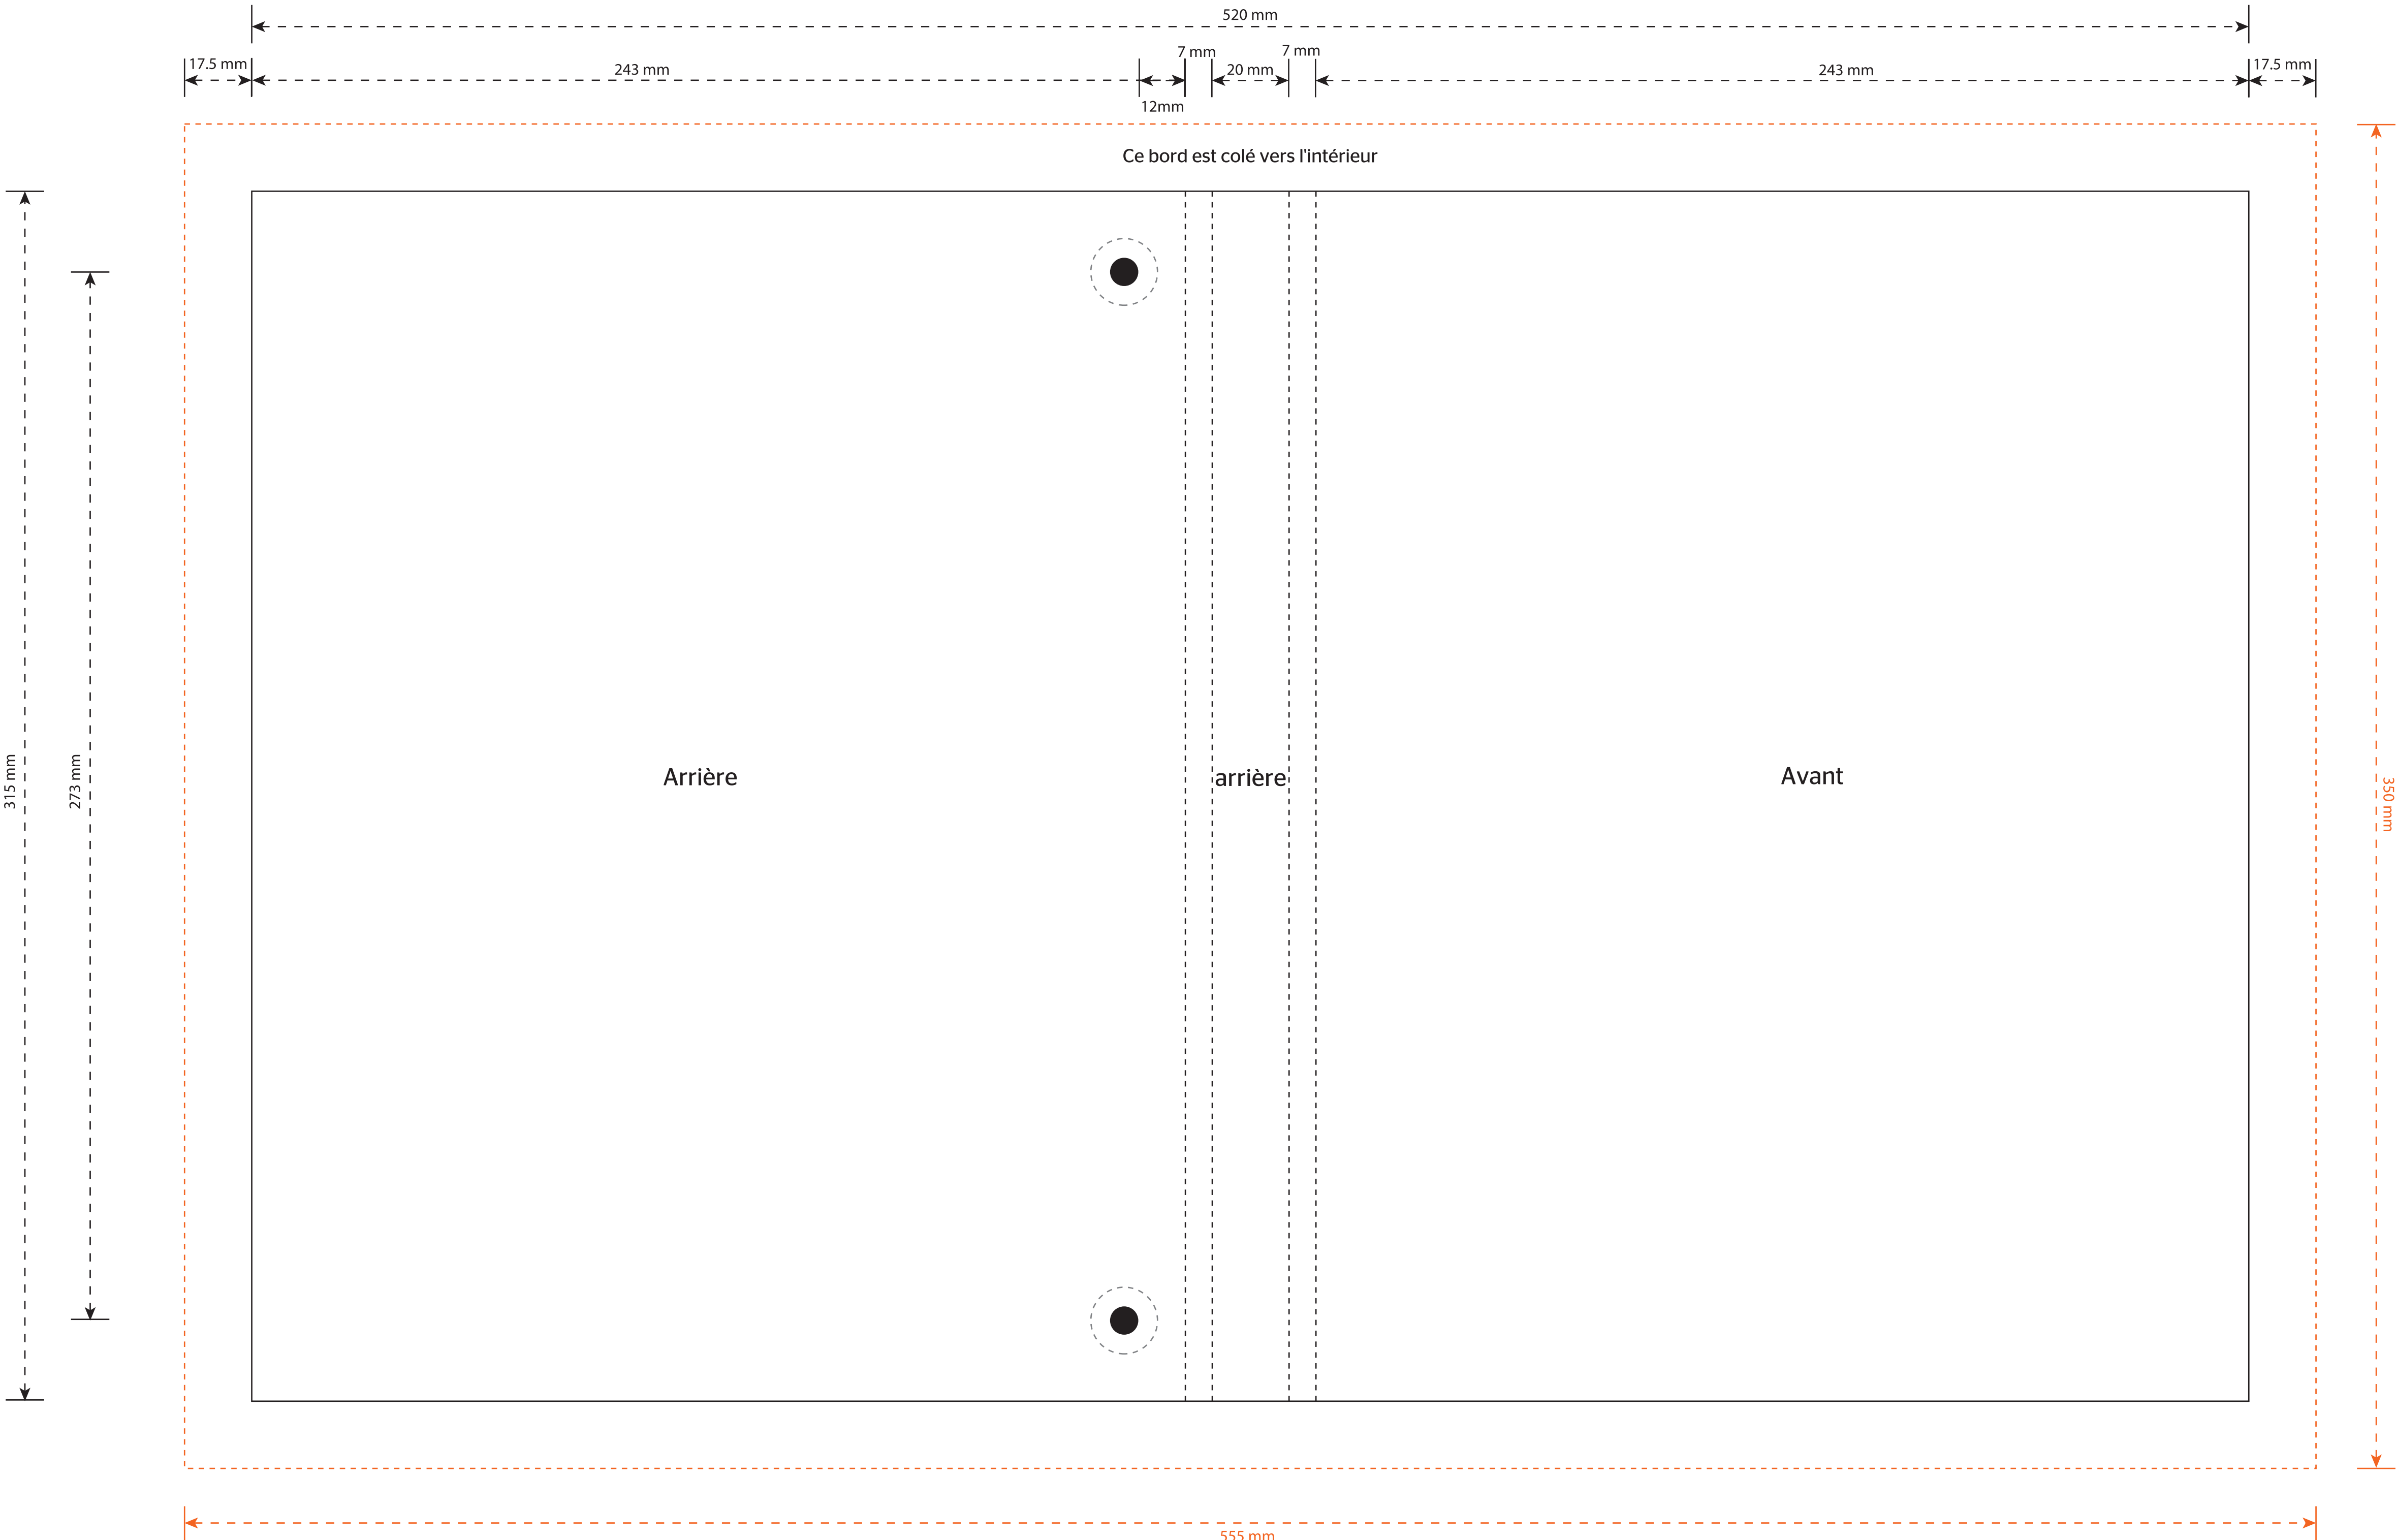 520 mm
17.5 mm
243 mm
7 mm
20 mm
7 mm
243 mm
17.5 mm
12mm
Ce bord est colé vers l'intérieur
315 mm
273 mm
Arrière
arrière
Avant
350 mm
555 mm